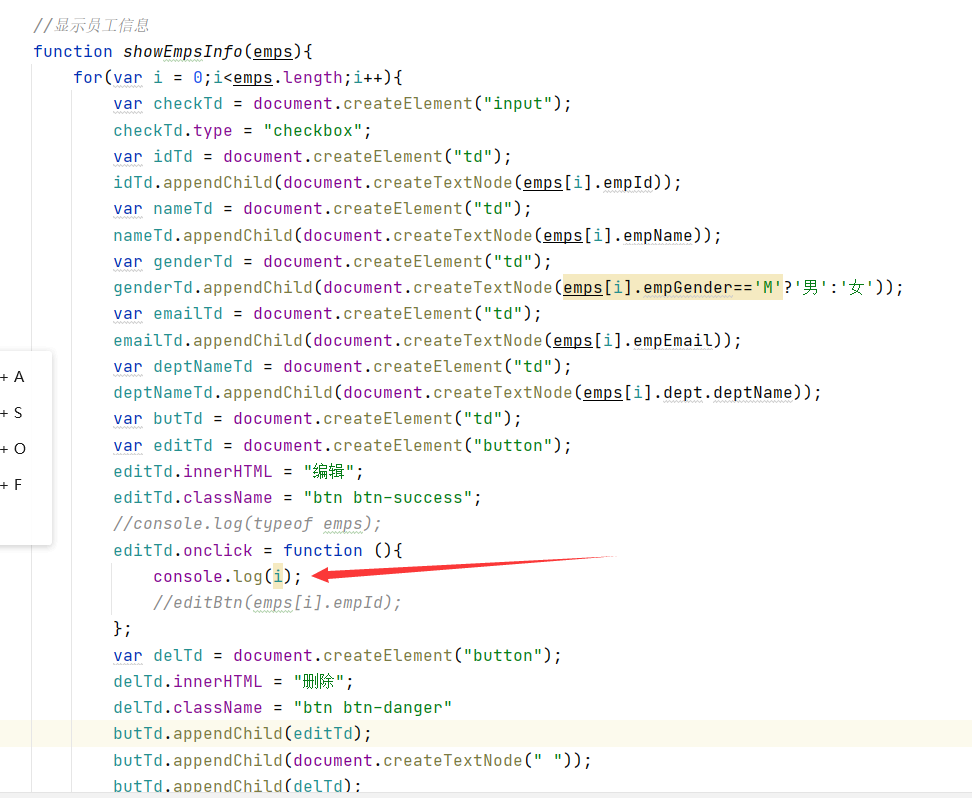 //显示员工信息
function showEmpsInfo(emps){
for(var i = 0;i<emps.length;i++){
var checkTd = document.createElement("input");
checkTd.type = "checkbox";
var idTd = document.createElement("td");
idTd.appendChild(document.createTextNode(emps[i].empId));
var nameTd = document.createElement("td");
nameTd.appendChild(document.createTextNode(emps[i].empName));
var genderTd = document.createElement("td");
genderTd.appendChild(document.createTextNode(emps[i].empGender=='M'?'男':'女'));
var emailTd = document.createElement("td");
emailTd.appendChild(document.createTextNode(emps[i].empEmail));
var deptNameTd = document.createElement("td");
deptNameTd.appendChild(document.createTextNode(emps[i].dept.deptName));
var butTd = document.createElement("td");
var editTd = document.createElement("button");
editTd.innerHTML = "编辑";
editTd.className = "btn btn-success";
//console.log(typeof emps);
editTd.onclick = function (){
console.log(i);
//editBtn(emps[i].empId);
};
var delTd = document.createElement("button");
delTd.innerHTML = "删除";
delTd.className = "btn btn-danger"
butTd.appendChild(editTd);
butTd.appendChild(document.createTextNode(" "));
butTd.appendChild(delTd);
+ A
+ S
+ O
+ F